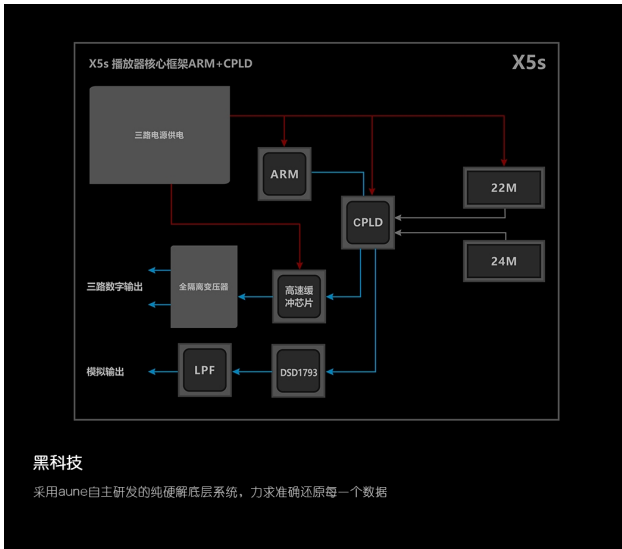 X5s 播放器核心框架ARM+CPLD
X5s
三路电源供电
ARM
22M
CPLD
24M
三路数字输出
全隔离变压器
高速缓
冲芯片
模拟输出
LPF
DSD1793
黑科技
采用aune自主研发的纯硬解底层系统，力求准确还原每一个数据